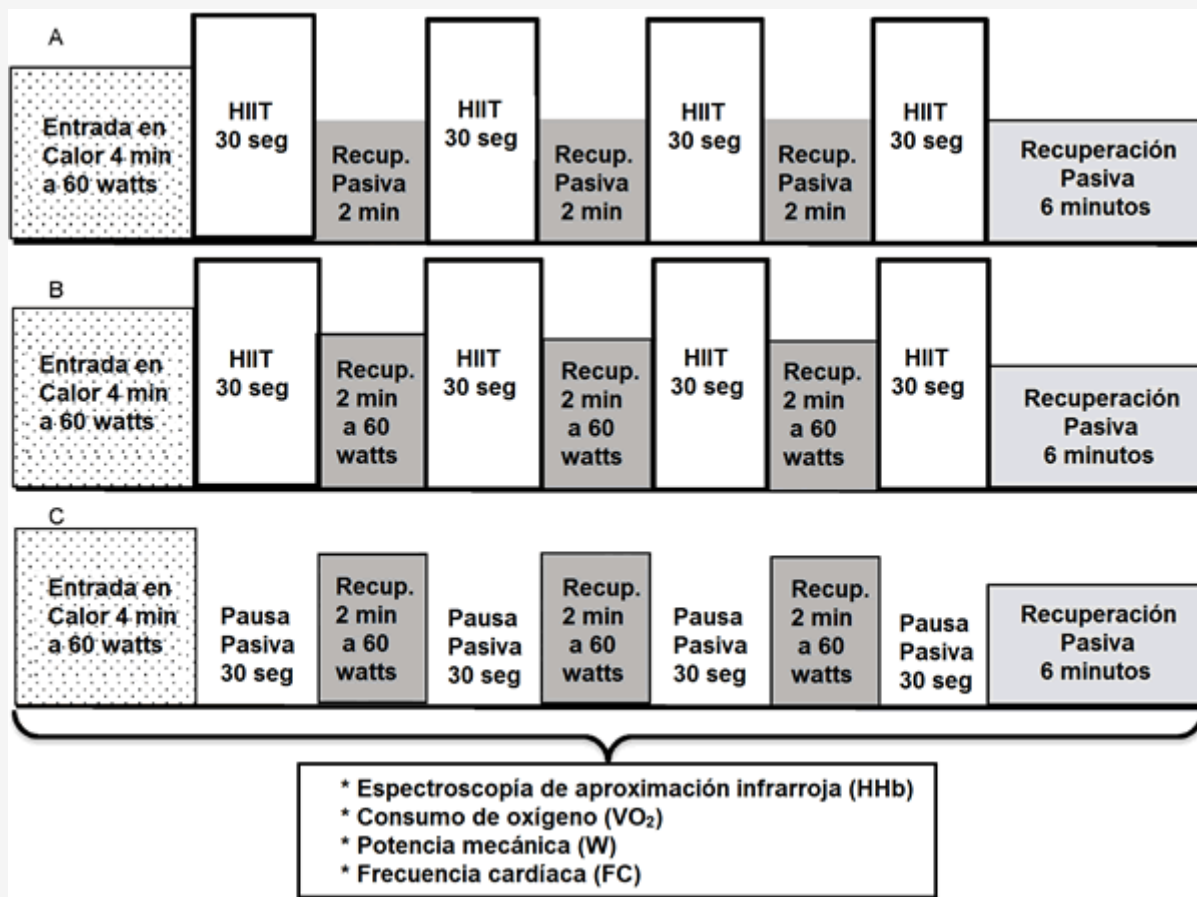 A
Entrada en
Calor 4 min
a 60 watts
HIIT
30 seg
Recup.
Pasiva
2 min
HIIT
30 seg
Recup.
Pasiva
2 min
HIIT
30 seg
Recup.
Pasiva
2 min
HIIT
30 seg
Recuperación
Pasiva
6 minutos
B
Entrada en
Calor 4 min
a 60 watts
HIIT
30 seg
Recup.
2 min
a 60
watts
HIIT
30 seg
Recup.
2 min
a 60
watts
HIIT
30 seg
Recup.
2 min
a 60
watts
HIIT
30 seg
Recuperación
Pasiva
6 minutos
C
Entrada en
Calor 4 min
a 60 watts
Pausa
Pasiva
30 seg
Recup.
2 min
a 60
watts
Pausa
Pasiva
30 seg
Recup.
2 min
a 60
watts
Pausa
Pasiva
30 seg
Recup.
2 min
a 60
watts
Pausa
Pasiva
30 seg
Recuperación
Pasiva
6 minutos
* Espectroscopía de aproximación infrarroja (HHb)
* Consumo de oxígeno (VO₂)
* Potencia mecánica (W)
* Frecuencia cardíaca (FC)